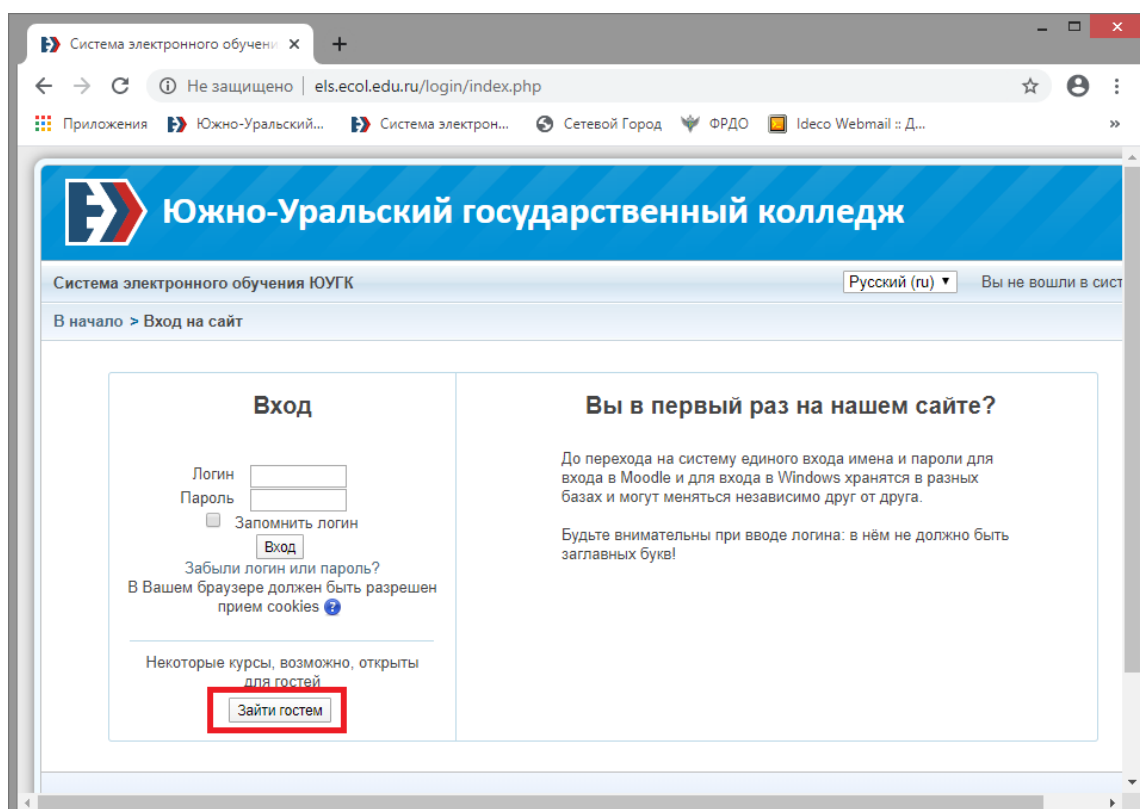 Система электронного обучени
Не защищено | els.ecol.edu.ru/login/index.php
Приложения Южно-Уральский... Система электрон... Сетевой Город ФРДО Ideco Webmail :: Д... »
Южно-Уральский государственный колледж
Система электронного обучения ЮУГК Русский (ru) Вы не вошли в сист
В начало > Вход на сайт
Вход
Логин
Пароль
Запомнить логин
Вход
Забыли логин или пароль?
В Вашем браузере должен быть разрешен
прием cookies
Некоторые курсы, возможно, открыты
для гостей
Зайти гостем
Вы в первый раз на нашем сайте?
До перехода на систему единого входа имена и пароли для
входа в Moodle и для входа в Windows хранятся в разных
базах и могут меняться независимо друг от друга.
Будьте внимательны при вводе логина: в нём не должно быть
заглавных букв!